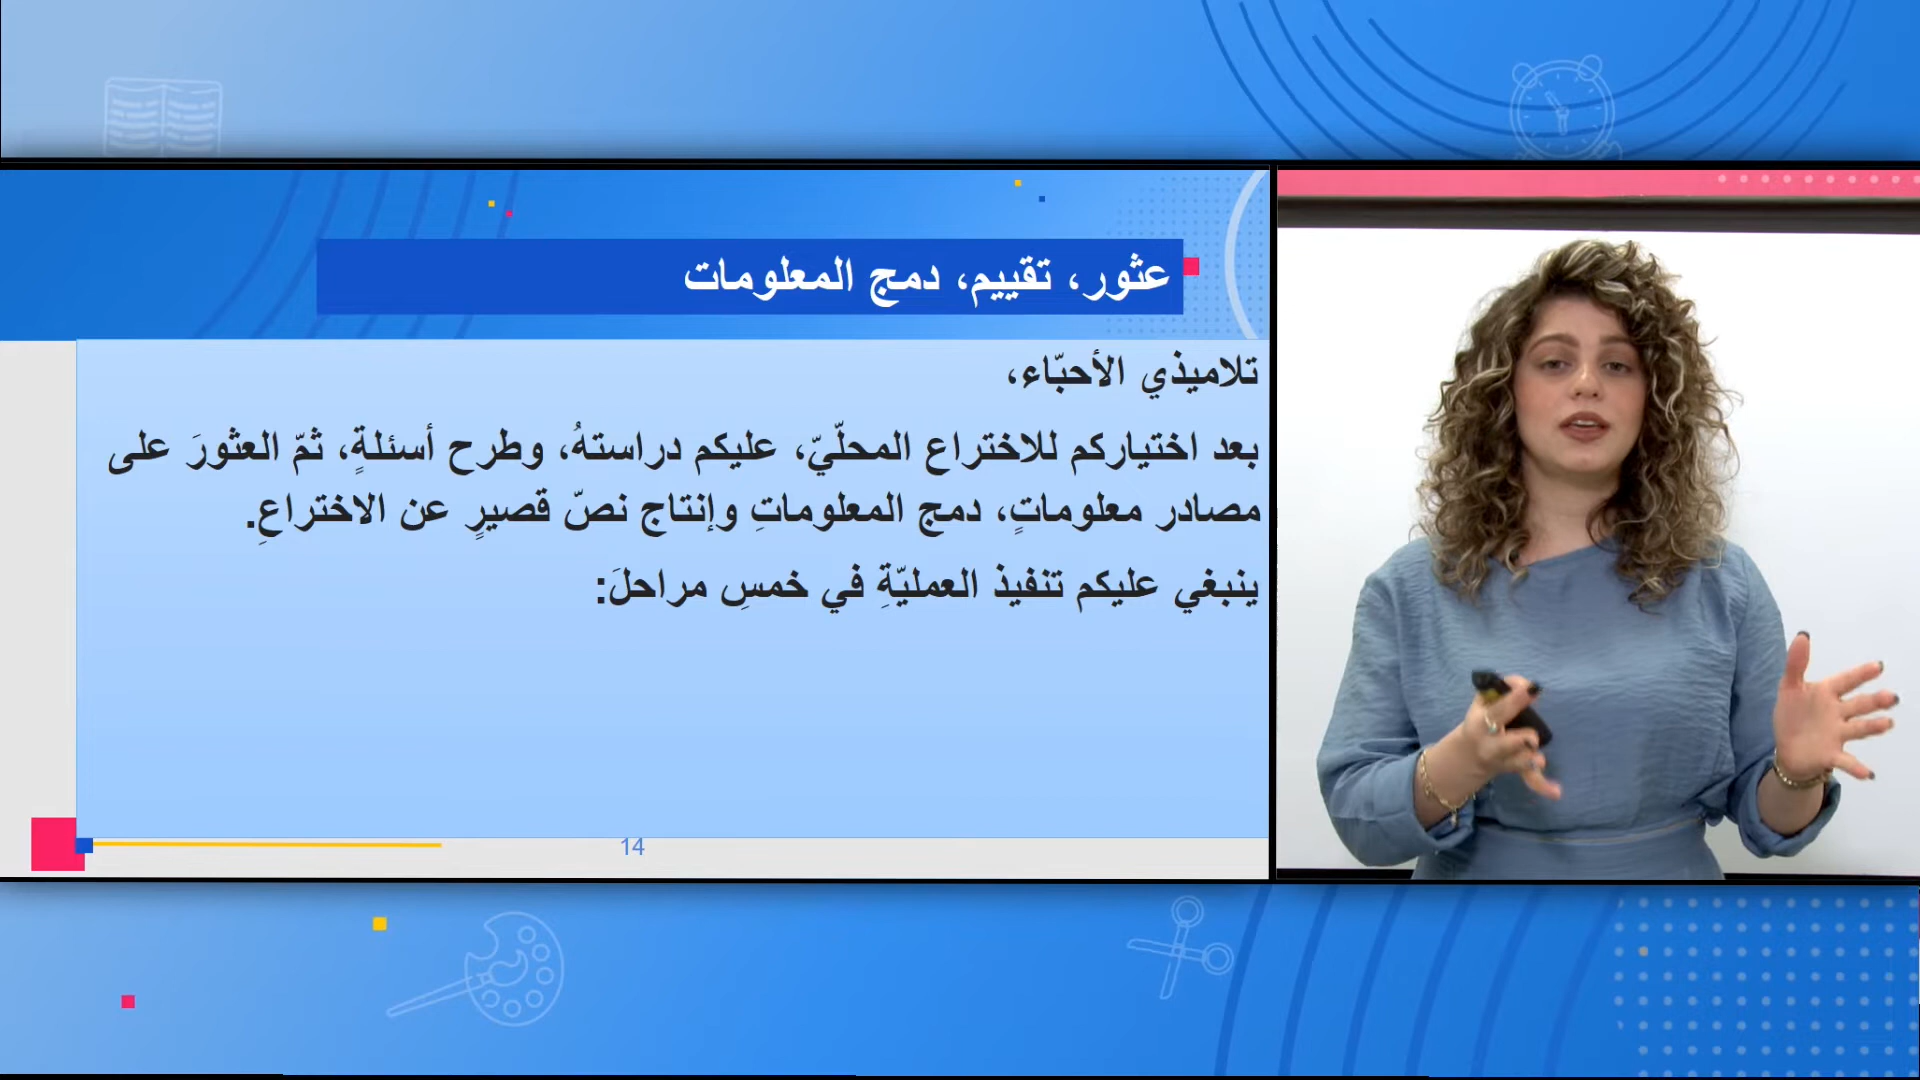 عثور، تقييم، دمج المعلومات
تلاميذي الأحبّاء،
بعد اختياركم للاختراع المحلّيّ، عليكم دراستهُ، وطرح أسئلةٍ، ثمّ العثورَ على
مصادر معلوماتٍ، دمج المعلوماتِ وإنتاج نصّ قصيرٍ عن الاختراعِ.
ينبغي عليكم تنفيذ العمليّةِ في خمسِ مراحلَ:
14